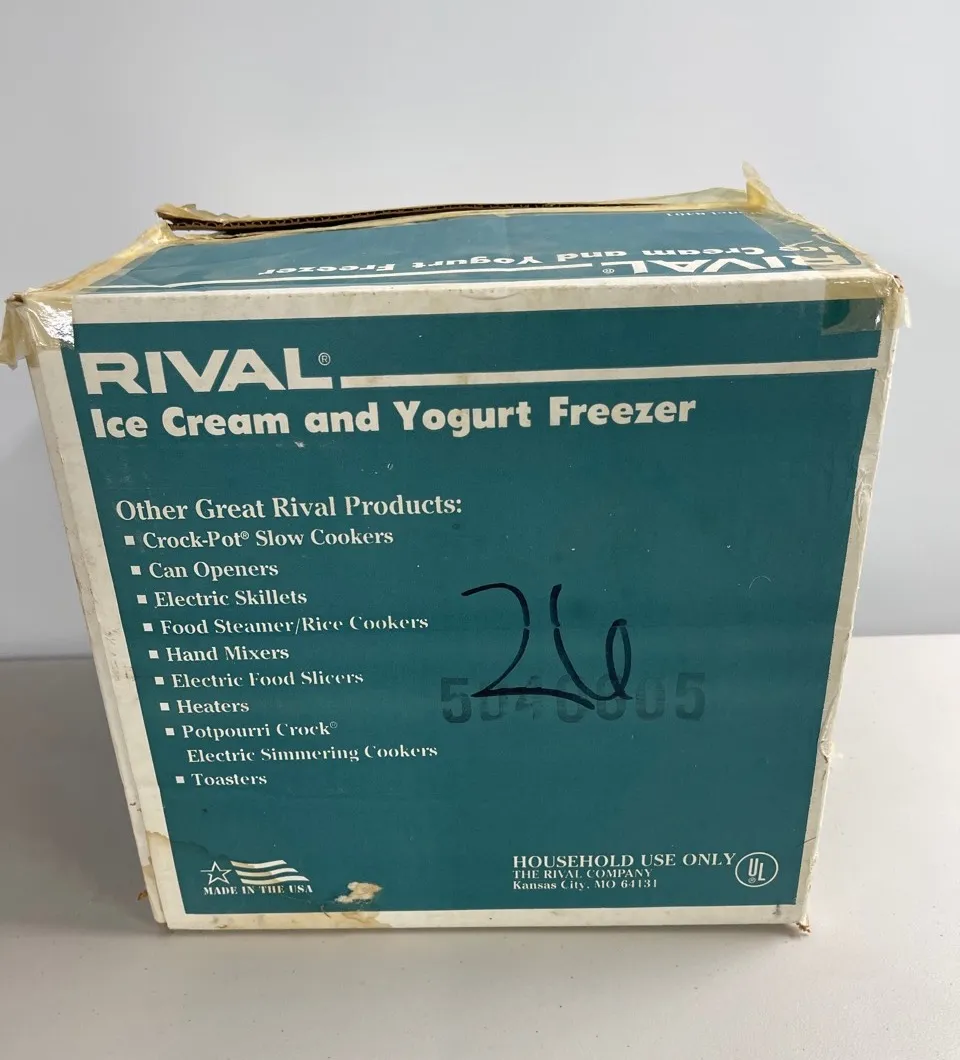 Ice Cream and Yogurt Freezer
RIVAL®
RIVAL®
Ice Cream and Yogurt Freezer
Other Great Rival Products:
▪ Crock-Pot® Slow Cookers
▪ Can Openers
▪ Electric Skillets
▪ Food Steamer/Rice Cookers
▪ Hand Mixers
▪ Electric Food Slicers
▪ Heaters
▪ Potpourri Crock®
Electric Simmering Cookers
▪ Toasters
26
MADE IN THE USA
HOUSEHOLD USE ONLY
THE RIVAL COMPANY
Kansas City, MO 64131
UL